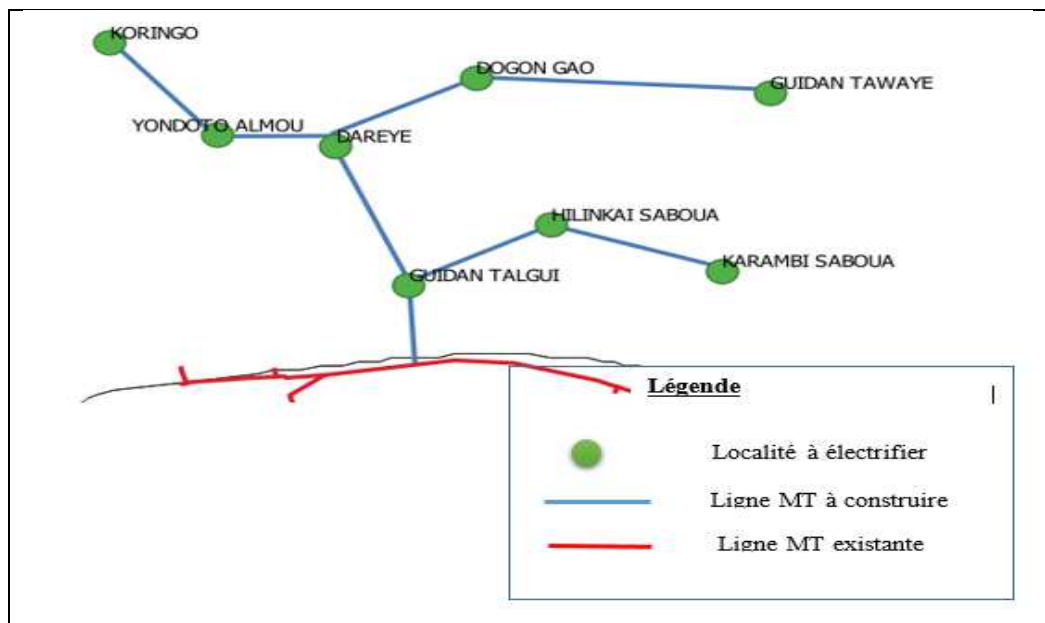 KORINGO
DOGON GAO
GUIDAN TAWAYE
YONDOTO ALMOU
DAREYE
HILINKAI SABOUA
KARAMBI SABOUA
GUIDAN TALGUI
Légende
Localité à électrifier
Ligne MT à construire
Ligne MT existante